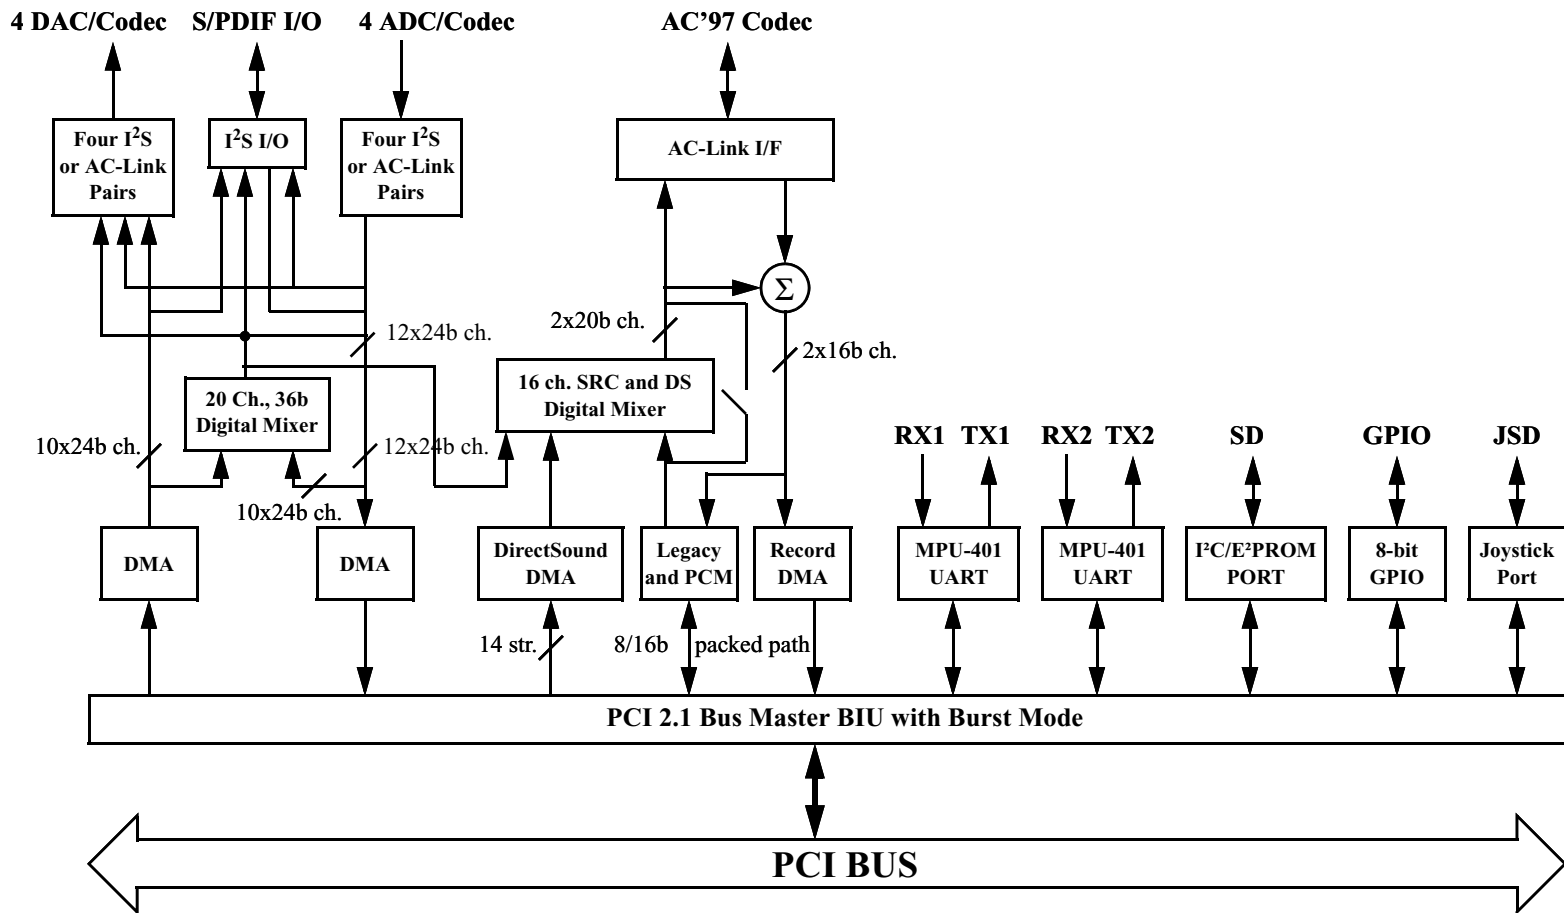 4 DAC/Codec
S/PDIF I/O
4 ADC/Codec
AC’97 Codec
Four I²S
or AC-Link
Pairs
I²S I/O
Four I²S
or AC-Link
Pairs
AC-Link I/F
Σ
12x24b ch.
2x20b ch.
2x16b ch.
20 Ch., 36b
Digital Mixer
16 ch. SRC and DS
Digital Mixer
10x24b ch.
12x24b ch.
10x24b ch.
RX1
TX1
RX2
TX2
SD
GPIO
JSD
DMA
DMA
DirectSound
DMA
Legacy
and PCM
Record
DMA
MPU-401
UART
MPU-401
UART
I²C/E²PROM
PORT
8-bit
GPIO
Joystick
Port
14 str.
8/16b
packed path
PCI 2.1 Bus Master BIU with Burst Mode
PCI BUS